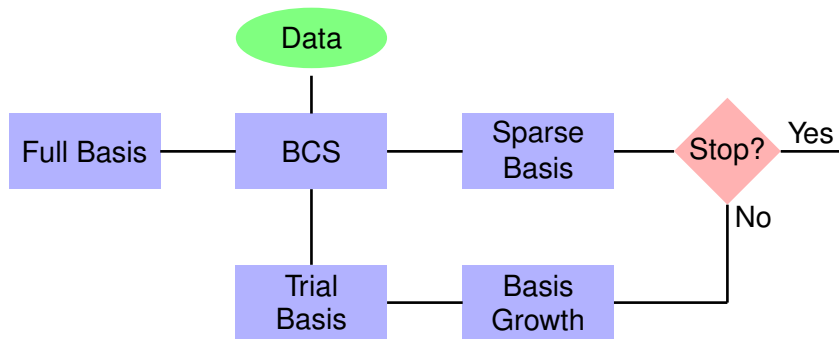 Data
Full Basis
BCS
Sparse
Basis
Stop?
Yes
No
Trial
Basis
Basis
Growth